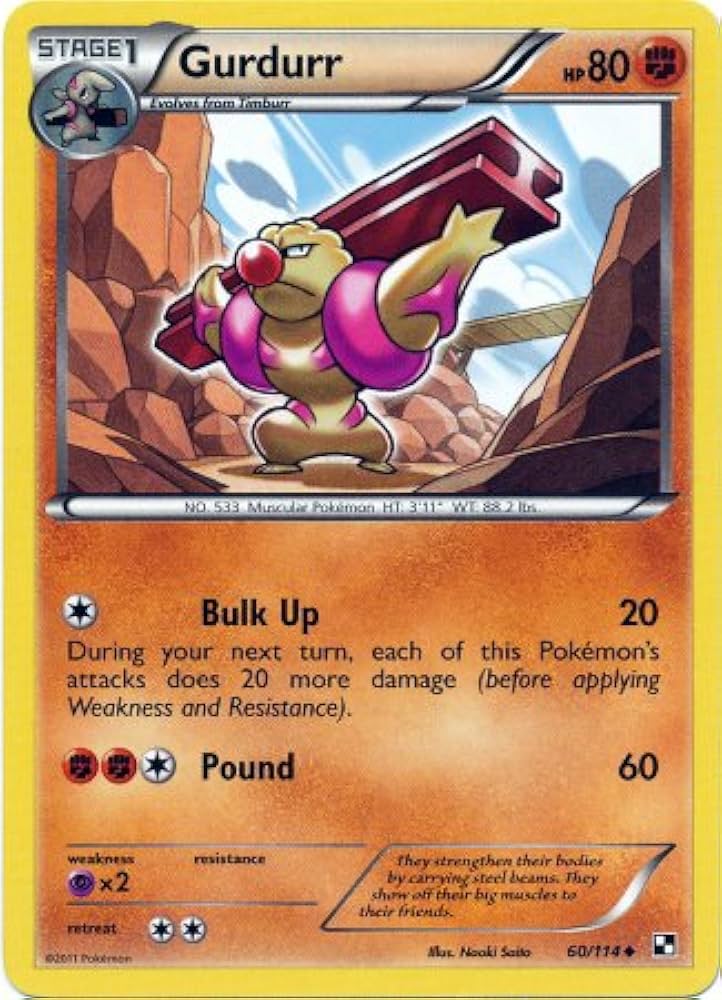 STAGE1
Gurdurr
HP80
Evolves from Timburr
NO. 533 Muscular Pokémon HT: 3'11" WT: 88.2 lbs.
Bulk Up 20
During your next turn, each of this Pokémon's
attacks does 20 more damage (before applying
Weakness and Resistance).
Pound 60
weakness resistance
×2
They strengthen their bodies
by carrying steel beams. They
show off their big muscles to
their friends.
retreat
©2011 Pokémon
Illus. Naoki Saito
60/114